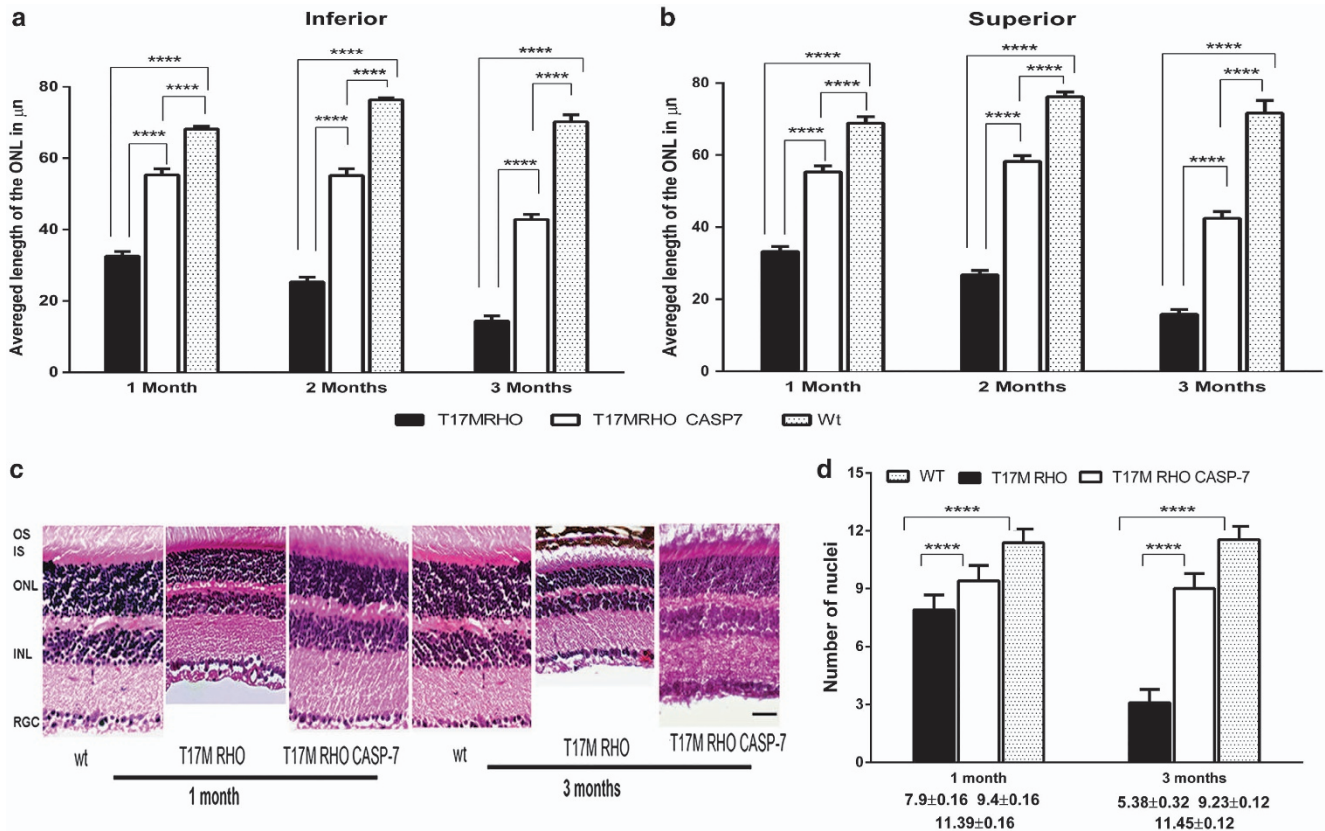 a
Inferior
Avereged lenegth of the ONL in µn
80
60
40
20
0
****
****
****
****
****
****
****
****
****
1 Month
2 Months
3 Months
b
Superior
Avereged lenegth of the ONL in µn
80
60
40
20
0
****
****
****
****
****
****
****
****
****
1 Month
2 Months
3 Months
T17MRHO
T17MRHO CASP7
Wt
c
OS
IS
ONL
INL
RGC
wt
T17M RHO
T17M RHO CASP-7
wt
T17M RHO
T17M RHO CASP-7
1 month
3 months
d
WT
T17M RHO
T17M RHO CASP-7
Number of nuclei
15
12
9
6
3
0
****
****
****
****
1 month
3 months
7.9±0.16 9.4±0.16
5.38±0.32 9.23±0.12
11.39±0.16
11.45±0.12